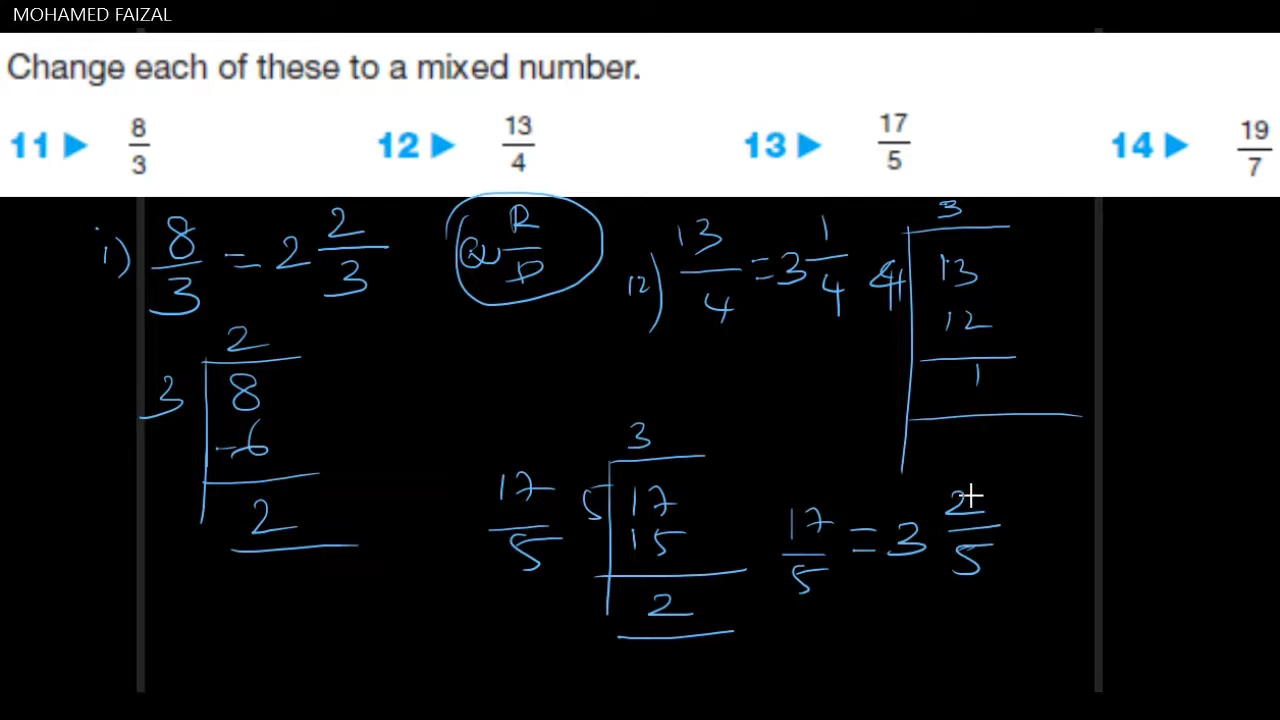 MOHAMED FAIZAL
Change each of these to a mixed number.
11 ▶ 8/3 12 ▶ 13/4 13 ▶ 17/5 14 ▶ 19/7
i) 8/3 = 2 2/3
Q R/D
12) 13/4 = 3 1/4
3
4 13
12
1
2
3 8
-6
2
17/5
3
5 17
15
2
17/5 = 3 2/5